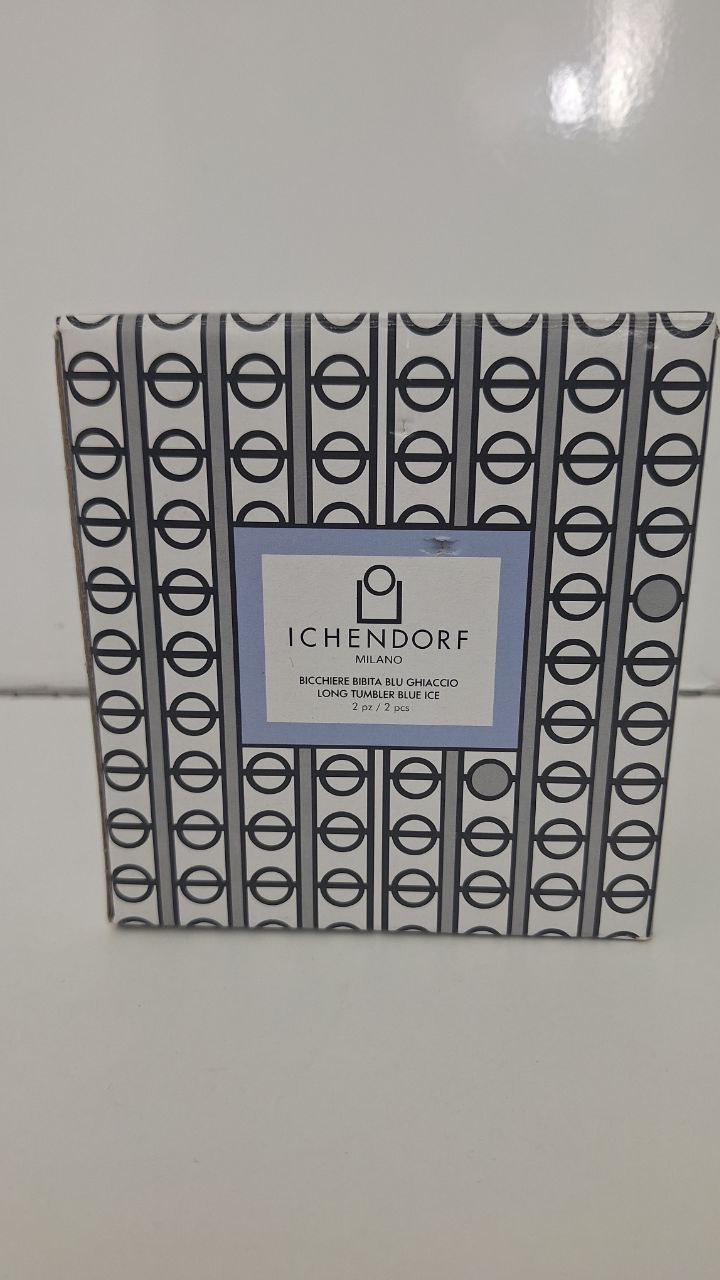 ICHENDORF
MILANO
BICCHIERE BIBITA BLU GHIACCIO
LONG TUMBLER BLUE ICE
2 pz / 2 pcs